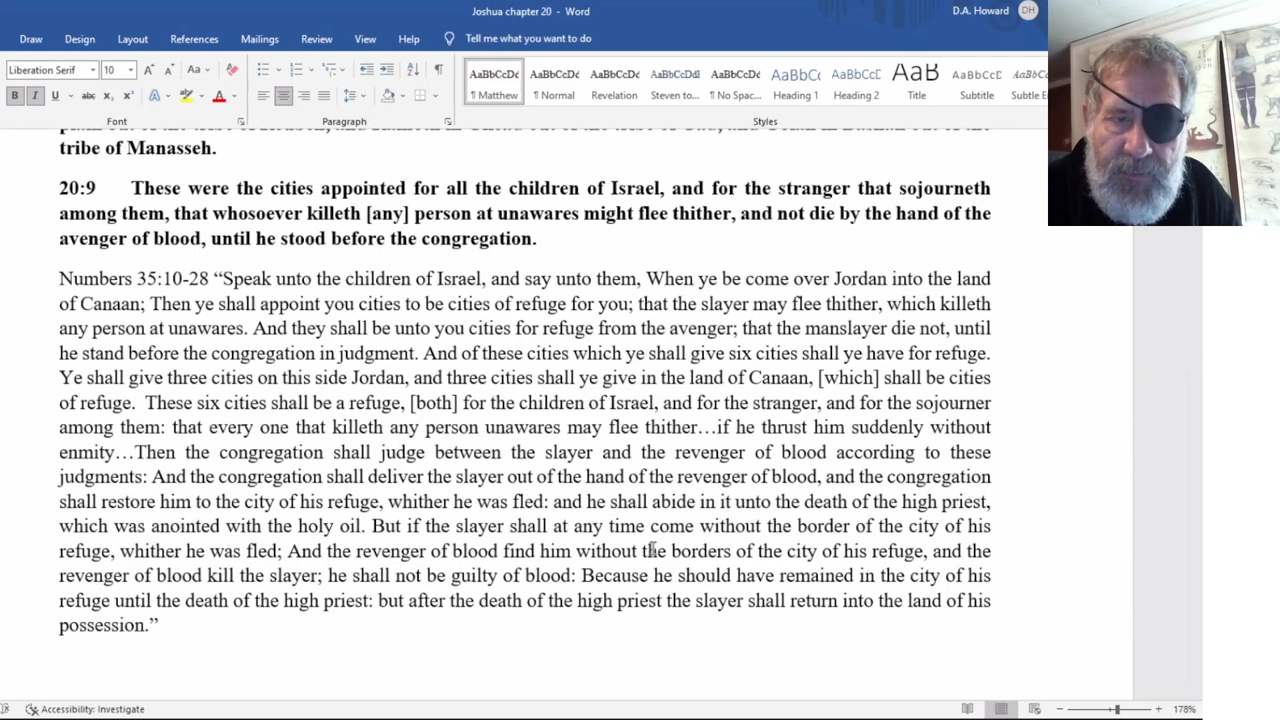 Joshua chapter 20 - Word
D.A. Howard DH
Draw Design Layout References Mailings Review View Help Tell me what you want to do
Liberation Serif 10 A A Aa
B I U abc x₂ x² A A
Font Paragraph
AaBbCcDc AaBbCcDc AaBbCcDc AaBbCcDdI AaBbCcDc AaBbCc AaBbCcD AaB AaBbCcD AaBbCcD
¶ Matthew ¶ Normal Revelation Steven to... ¶ No Spac... Heading 1 Heading 2 Title Subtitle Subtle E
Styles
tribe of Manasseh.
20:9 These were the cities appointed for all the children of Israel, and for the stranger that sojourneth
among them, that whosoever killeth [any] person at unawares might flee thither, and not die by the hand of the
avenger of blood, until he stood before the congregation.
Numbers 35:10-28 “Speak unto the children of Israel, and say unto them, When ye be come over Jordan into the land
of Canaan; Then ye shall appoint you cities to be cities of refuge for you; that the slayer may flee thither, which killeth
any person at unawares. And they shall be unto you cities for refuge from the avenger; that the manslayer die not, until
he stand before the congregation in judgment. And of these cities which ye shall give six cities shall ye have for refuge.
Ye shall give three cities on this side Jordan, and three cities shall ye give in the land of Canaan, [which] shall be cities
of refuge. These six cities shall be a refuge, [both] for the children of Israel, and for the stranger, and for the sojourner
among them: that every one that killeth any person unawares may flee thither…if he thrust him suddenly without
enmity…Then the congregation shall judge between the slayer and the revenger of blood according to these
judgments: And the congregation shall deliver the slayer out of the hand of the revenger of blood, and the congregation
shall restore him to the city of his refuge, whither he was fled: and he shall abide in it unto the death of the high priest,
which was anointed with the holy oil. But if the slayer shall at any time come without the border of the city of his
refuge, whither he was fled; And the revenger of blood find him without the borders of the city of his refuge, and the
revenger of blood kill the slayer; he shall not be guilty of blood: Because he should have remained in the city of his
refuge until the death of the high priest: but after the death of the high priest the slayer shall return into the land of his
possession.”
Accessibility: Investigate 178%